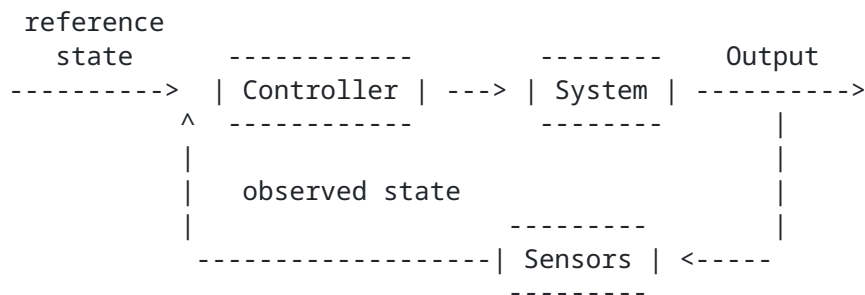 reference
state Output
| Controller | ---> | System | ---------->
observed state
| Sensors | <-----